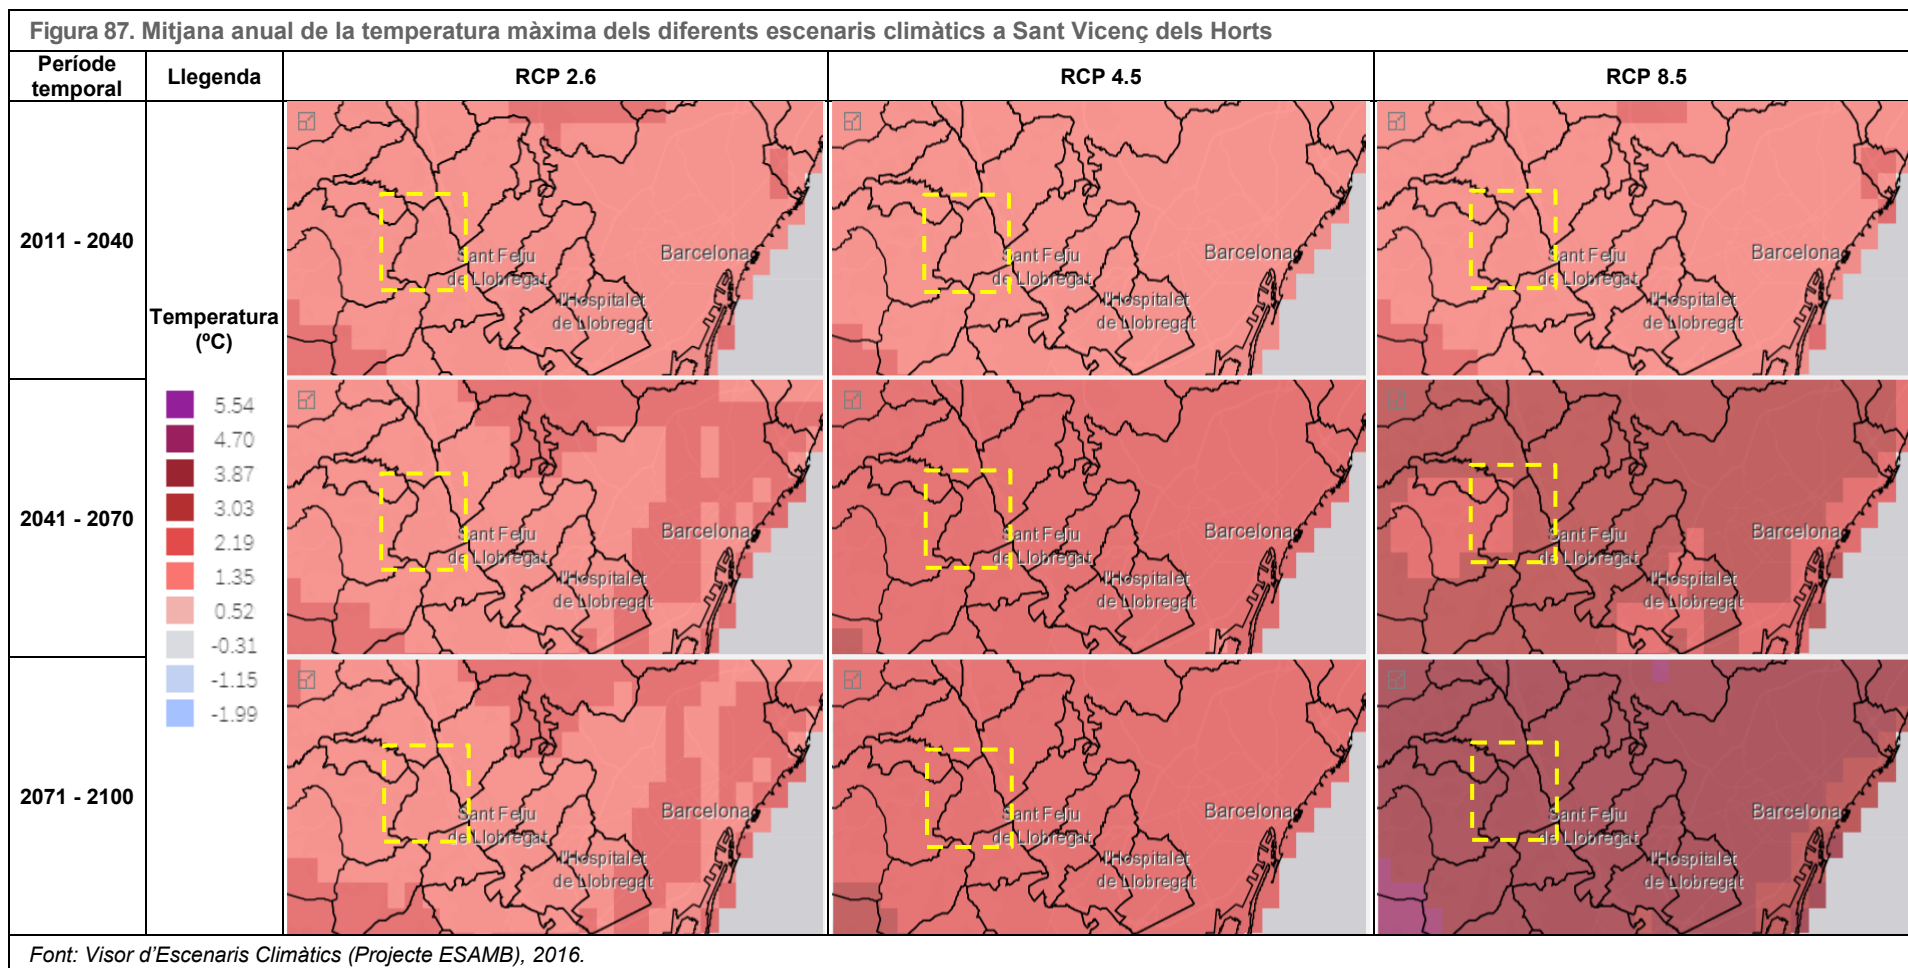 Figura 87. Mitjana anual de la temperatura màxima dels diferents escenaris climàtics a Sant Vicenç dels Horts
Període temporal
Llegenda
RCP 2.6
RCP 4.5
RCP 8.5
2011 - 2040
Temperatura
(ºC)
5.54
4.70
3.87
3.03
2.19
1.35
0.52
-0.31
-1.15
-1.99
Sant Feliu
de Llobregat
Barcelona
l'Hospitalet
de Llobregat
Sant Feliu
de Llobregat
Barcelona
l'Hospitalet
de Llobregat
Sant Feliu
de Llobregat
Barcelona
l'Hospitalet
de Llobregat
2041 - 2070
Sant Feliu
de Llobregat
Barcelona
l'Hospitalet
de Llobregat
Sant Feliu
de Llobregat
Barcelona
l'Hospitalet
de Llobregat
Sant Feliu
de Llobregat
Barcelona
l'Hospitalet
de Llobregat
2071 - 2100
Sant Feliu
de Llobregat
Barcelona
l'Hospitalet
de Llobregat
Sant Feliu
de Llobregat
Barcelona
l'Hospitalet
de Llobregat
Sant Feliu
de Llobregat
Barcelona
l'Hospitalet
de Llobregat
Font: Visor d'Escenaris Climàtics (Projecte ESAMB), 2016.